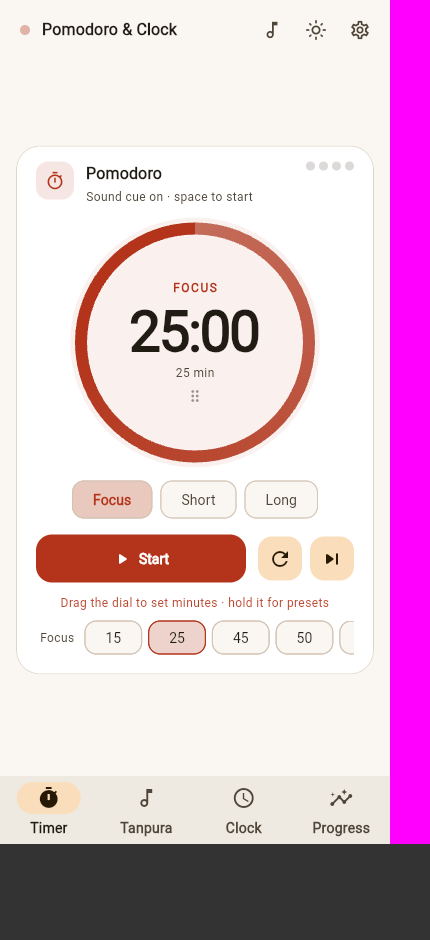 Pomodoro & Clock
Pomodoro
Sound cue on · space to start
FOCUS
25:00
25 min
Focus
Short
Long
Start
Drag the dial to set minutes · hold it for presets
Focus
15
25
45
50
Timer
Tanpura
Clock
Progress